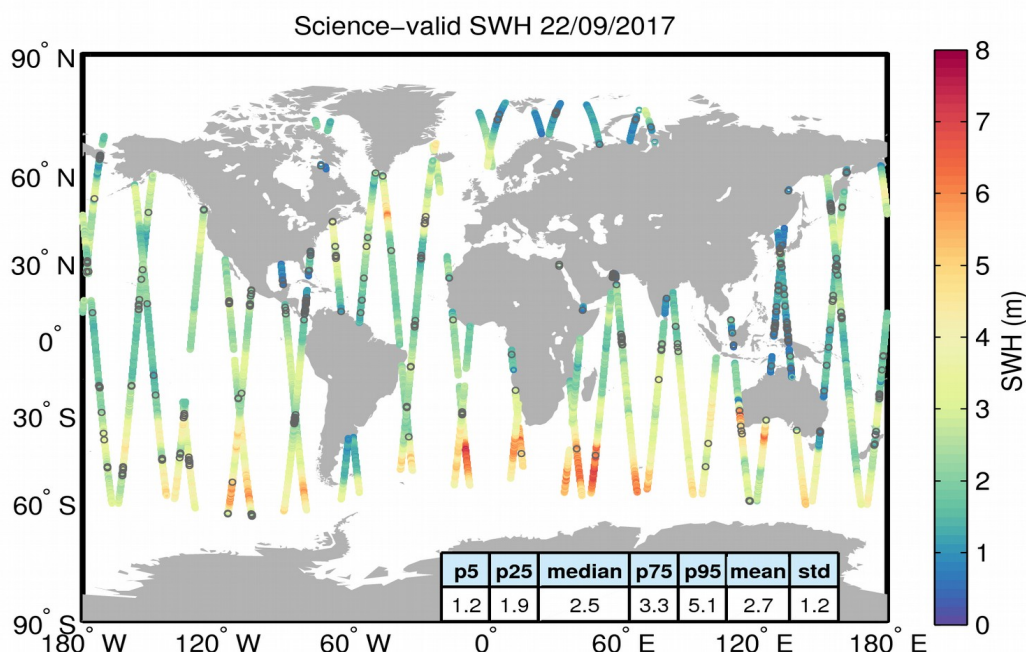 Science−valid SWH 22/09/2017
90° N
60° N
30° N
0°
30° S
60° S
90° S
180° W
120° W
60° W
0°
60° E
120° E
180° E
p5 p25 median p75 p95 mean std
1.2 1.9 2.5 3.3 5.1 2.7 1.2
8
7
6
5
4
3
2
1
0
SWH (m)